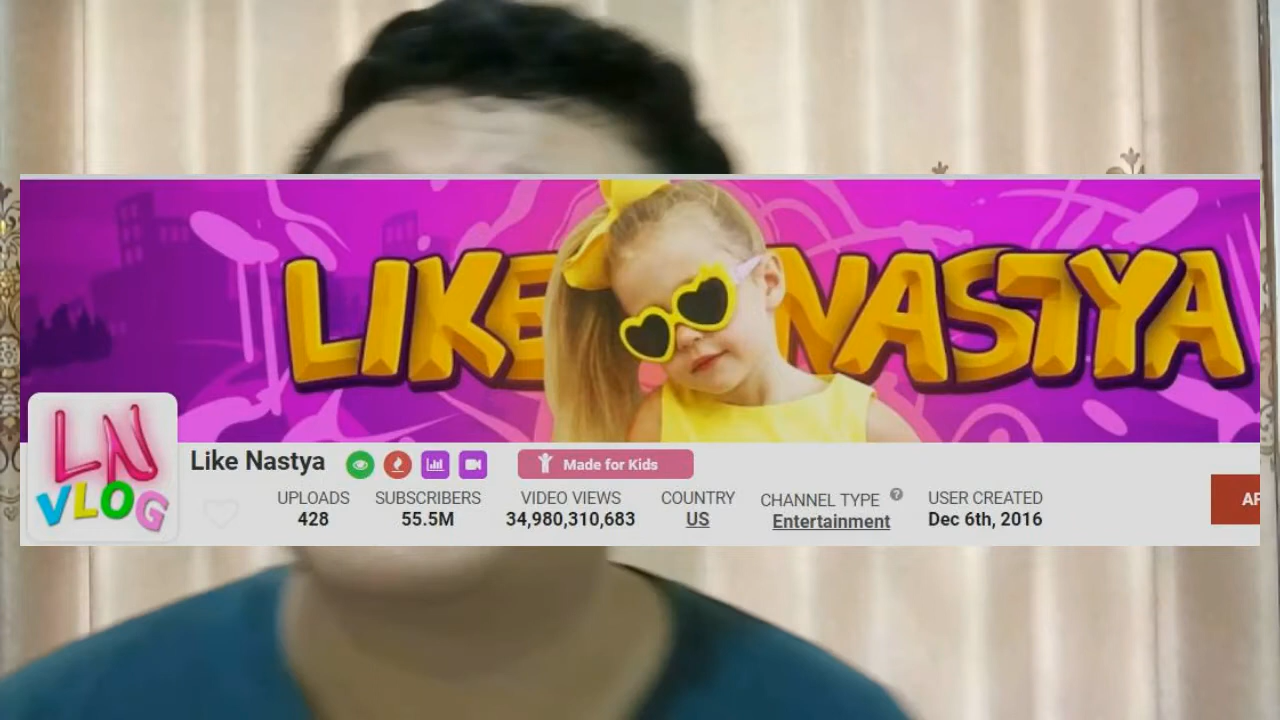 LIKE NASTYA
LN
VLOG
Like Nastya
Made for Kids
UPLOADS SUBSCRIBERS VIDEO VIEWS COUNTRY CHANNEL TYPE USER CREATED
428 55.5M 34,980,310,683 US Entertainment Dec 6th, 2016